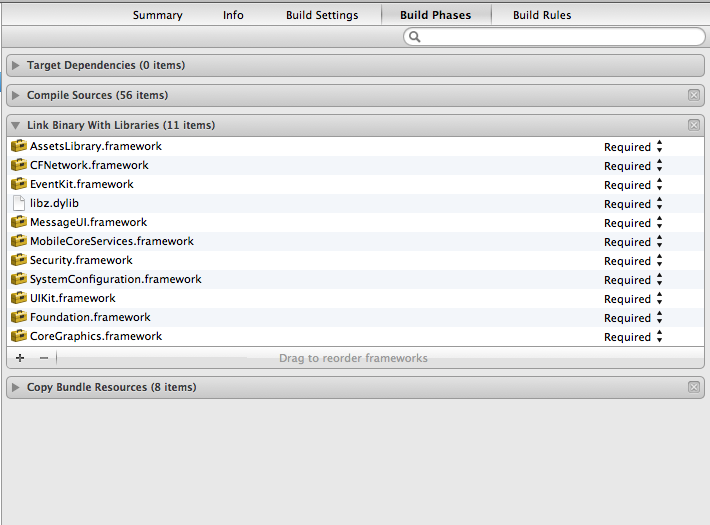 Summary Info Build Settings Build Phases Build Rules
Target Dependencies (0 items)
Compile Sources (56 items)
Link Binary With Libraries (11 items)
AssetsLibrary.framework Required
CFNetwork.framework Required
EventKit.framework Required
libz.dylib Required
MessageUI.framework Required
MobileCoreServices.framework Required
Security.framework Required
SystemConfiguration.framework Required
UIKit.framework Required
Foundation.framework Required
CoreGraphics.framework Required
Drag to reorder frameworks
Copy Bundle Resources (8 items)